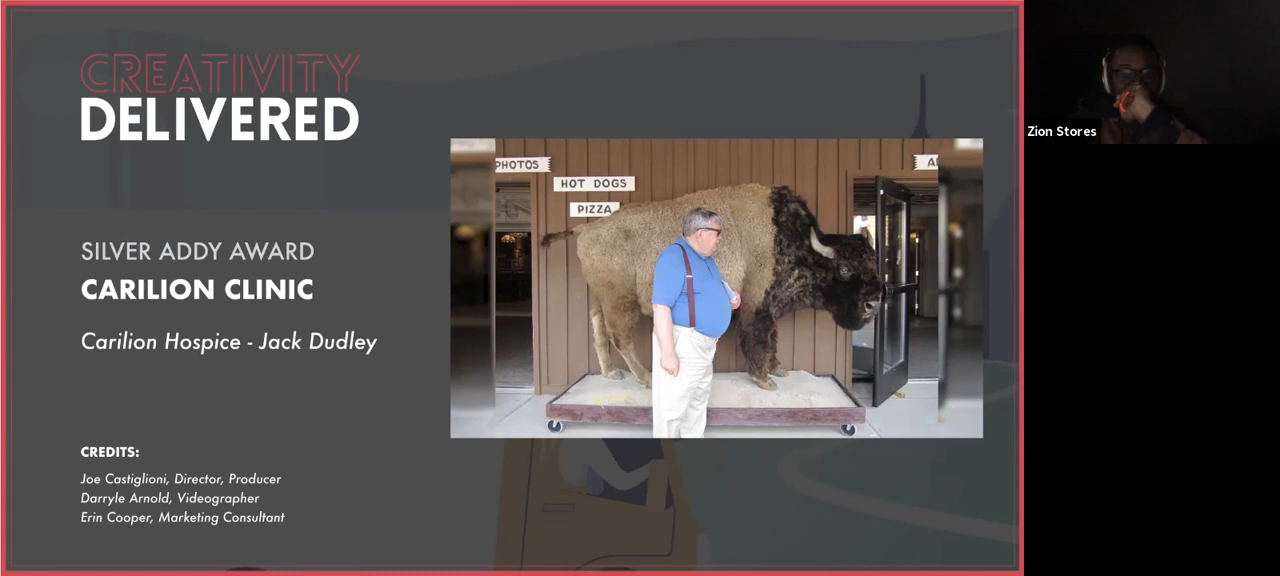 CREATIVITY
DELIVERED
SILVER ADDY AWARD
CARILION CLINIC
Carilion Hospice - Jack Dudley
CREDITS:
Joe Castiglioni, Director, Producer
Darryle Arnold, Videographer
Erin Cooper, Marketing Consultant
PHOTOS
HOT DOGS
PIZZA
Zion Stores